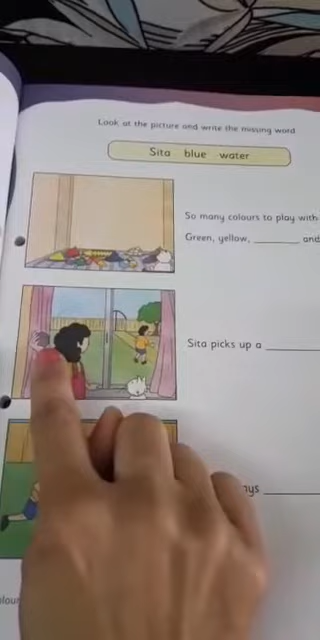 Look at the picture and write the missing word
Sita blue water
So many colours to play with
Green, yellow, ________ and
Sita picks up a ________
ys ________
lour